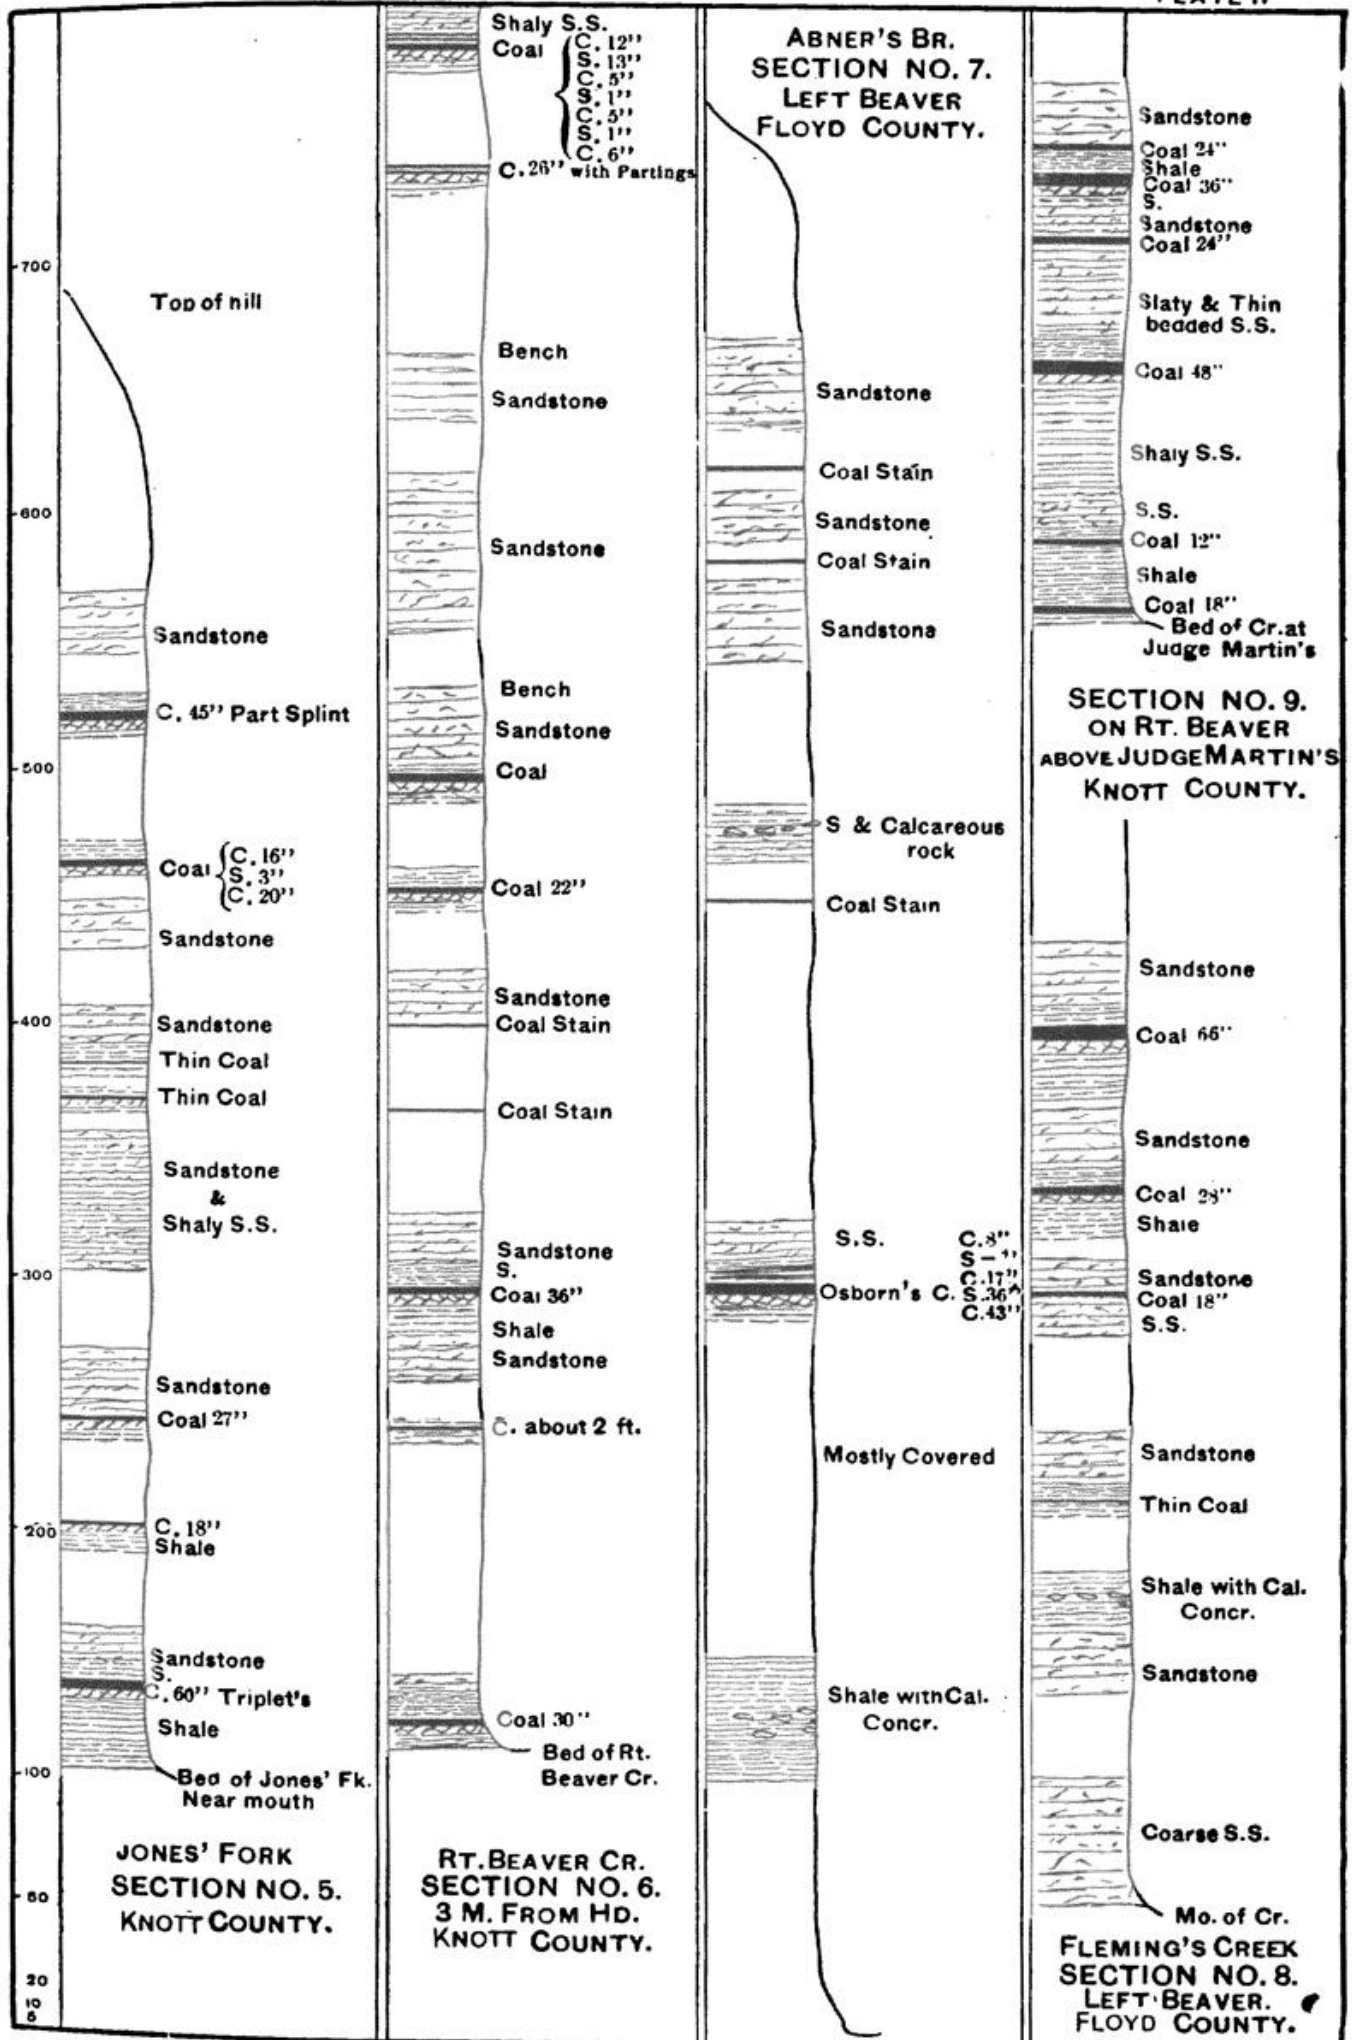 700
600
500
400
300
200
100
50
20
10
5
Top of hill
Sandstone
C. 45" Part Splint
Coal { C. 16"
S. 3"
C. 20"
Sandstone
Sandstone
Thin Coal
Thin Coal
Sandstone
&
Shaly S.S.
Sandstone
Coal 27"
C. 18"
Shale
Sandstone
S.
C. 60" Triplet's
Shale
Bed of Jones' Fk.
Near mouth
JONES' FORK
SECTION NO. 5.
KNOTT COUNTY.
Shaly S.S.
Coal { C. 12"
S. 13"
C. 5"
S. 1"
C. 5"
S. 1"
C. 6"
C. 26" with Partings
Bench
Sandstone
Sandstone
Bench
Sandstone
Coal
Coal 22"
Sandstone
Coal Stain
Coal Stain
Sandstone
S.
Coal 36"
Shale
Sandstone
C. about 2 ft.
Coal 30"
Bed of Rt.
Beaver Cr.
RT. BEAVER CR.
SECTION NO. 6.
3 M. FROM HD.
KNOTT COUNTY.
ABNER'S BR.
SECTION NO. 7.
LEFT BEAVER
FLOYD COUNTY.
Sandstone
Coal Stain
Sandstone
Coal Stain
Sandstone
S & Calcareous
rock
Coal Stain
S.S. C. 8"
S – "
C. 17"
Osborn's C. S. 36"
C. 43"
Mostly Covered
Shale with Cal.
Concr.
Sandstone
Coal 24"
Shale
Coal 36"
S.
Sandstone
Coal 24"
Slaty & Thin
bedded S.S.
Coal 48"
Shaly S.S.
S.S.
Coal 12"
Shale
Coal 18"
Bed of Cr. at
Judge Martin's
SECTION NO. 9.
ON RT. BEAVER
ABOVE JUDGE MARTIN'S
KNOTT COUNTY.
Sandstone
Coal 66"
Sandstone
Coal 28"
Shale
Sandstone
Coal 18"
S.S.
Sandstone
Thin Coal
Shale with Cal.
Concr.
Sandstone
Coarse S.S.
Mo. of Cr.
FLEMING'S CREEK
SECTION NO. 8.
LEFT BEAVER.
FLOYD COUNTY.